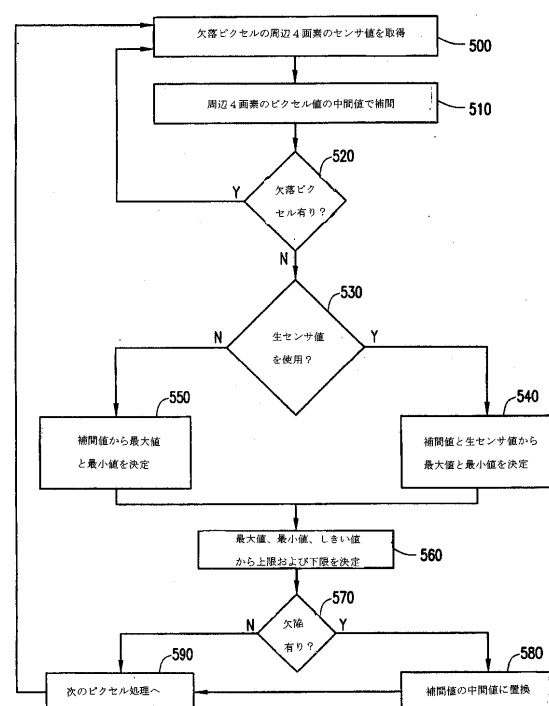 欠落ピクセルの周辺4画素のセンサ値を取得
500
周辺4画素のピクセル値の中間値で補間
510
520
欠落ピク
セル有り?
Y
N
530
生センサ値
を使用?
N
Y
550
補間値から最大値
と最小値を決定
540
補間値と生センサ値から
最大値と最小値を決定
最大値、最小値、しきい値
から上限および下限を決定
560
570
欠陥
有り?
N
Y
590
次のピクセル処理へ
580
補間値の中間値に置換